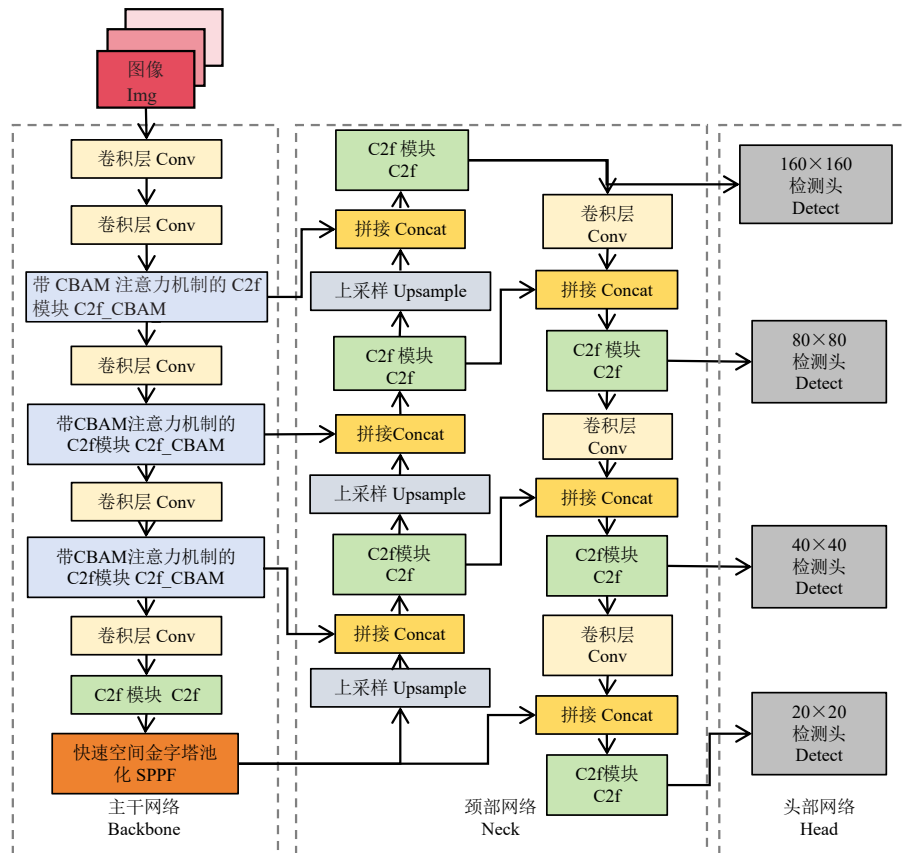 图像
Img
卷积层 Conv
卷积层 Conv
带 CBAM 注意力机制的 C2f
模块 C2f_CBAM
卷积层 Conv
带CBAM注意力机制的
C2f模块 C2f_CBAM
卷积层 Conv
带CBAM注意力机制的
C2f模块 C2f_CBAM
卷积层 Conv
C2f 模块 C2f
快速空间金字塔池
化 SPPF
主干网络
Backbone
C2f 模块
C2f
拼接 Concat
上采样 Upsample
C2f 模块
C2f
拼接Concat
上采样 Upsample
C2f模块
C2f
拼接 Concat
上采样 Upsample
卷积层
Conv
拼接 Concat
C2f 模块
C2f
卷积层
Conv
拼接 Concat
C2f模块
C2f
卷积层
Conv
拼接 Concat
C2f模块
C2f
颈部网络
Neck
160×160
检测头
Detect
80×80
检测头
Detect
40×40
检测头
Detect
20×20
检测头
Detect
头部网络
Head